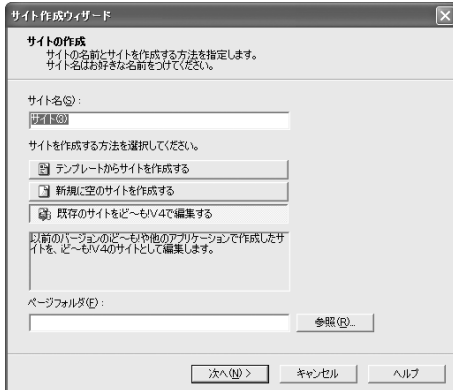 サイト作成ウィザード
サイトの作成
サイトの名前とサイトを作成する方法を指定します。
サイト名はお好きな名前をつけてください。
サイト名(S):
サイトを作成する方法を選択してください。
テンプレートからサイトを作成する
新規に空のサイトを作成する
既存のサイトをど～も!V4で編集する
以前のバージョンのど～も!や他のアプリケーションで作成したサ
イトを、ど～も!V4のサイトとして編集します。
ページフォルダ(F):
参照(R)...
次へ(N) >
キャンセル
ヘルプ